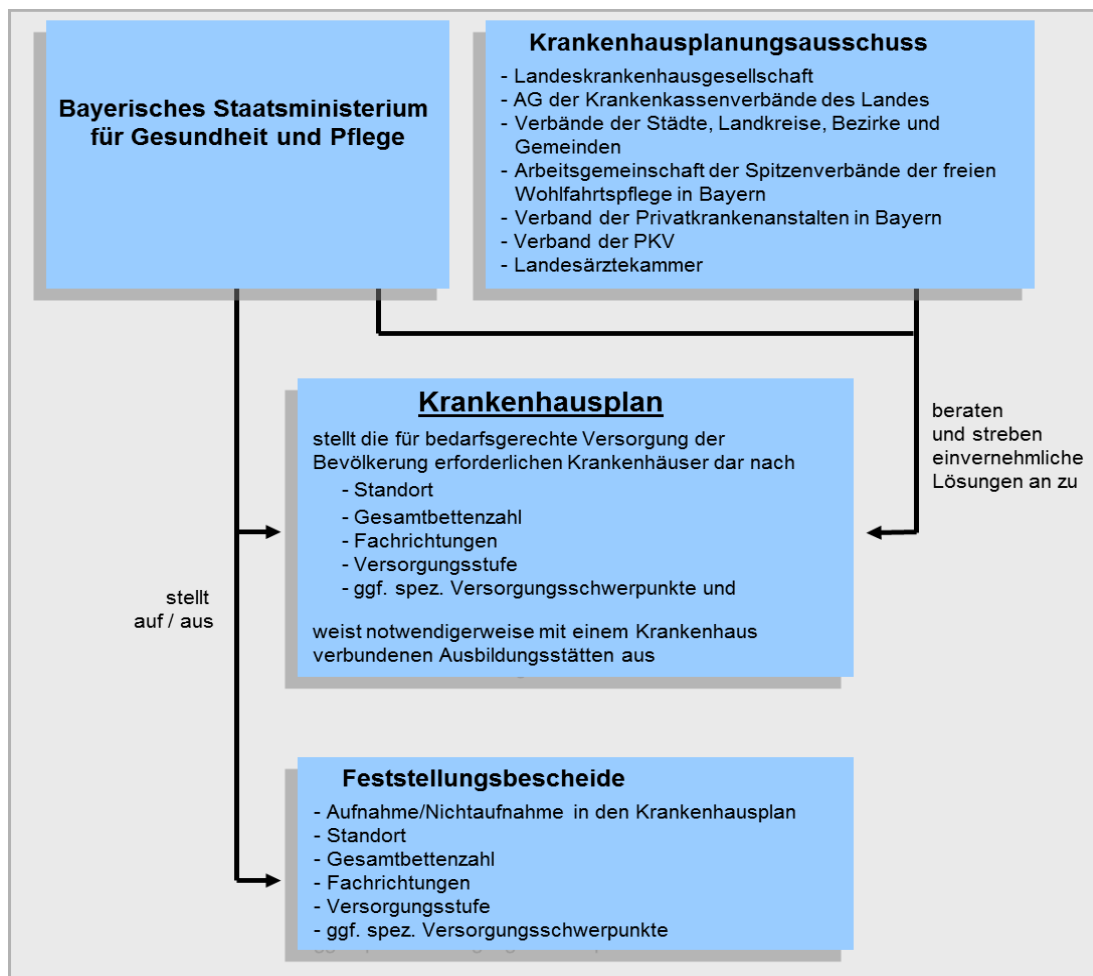 Bayerisches Staatsministerium
für Gesundheit und Pflege
Krankenhausplanungsausschuss
- Landeskrankenhausgesellschaft
- AG der Krankenkassenverbände des Landes
- Verbände der Städte, Landkreise, Bezirke und
Gemeinden
- Arbeitsgemeinschaft der Spitzenverbände der freien
Wohlfahrtspflege in Bayern
- Verband der Privatkrankenanstalten in Bayern
- Verband der PKV
- Landesärztekammer
Krankenhausplan
stellt die für bedarfsgerechte Versorgung der
Bevölkerung erforderlichen Krankenhäuser dar nach
- Standort
- Gesamtbettenzahl
- Fachrichtungen
- Versorgungsstufe
- ggf. spez. Versorgungsschwerpunkte und
weist notwendigerweise mit einem Krankenhaus
verbundenen Ausbildungsstätten aus
beraten
und streben
einvernehmliche
Lösungen an zu
stellt
auf / aus
Feststellungsbescheide
- Aufnahme/Nichtaufnahme in den Krankenhausplan
- Standort
- Gesamtbettenzahl
- Fachrichtungen
- Versorgungsstufe
- ggf. spez. Versorgungsschwerpunkte